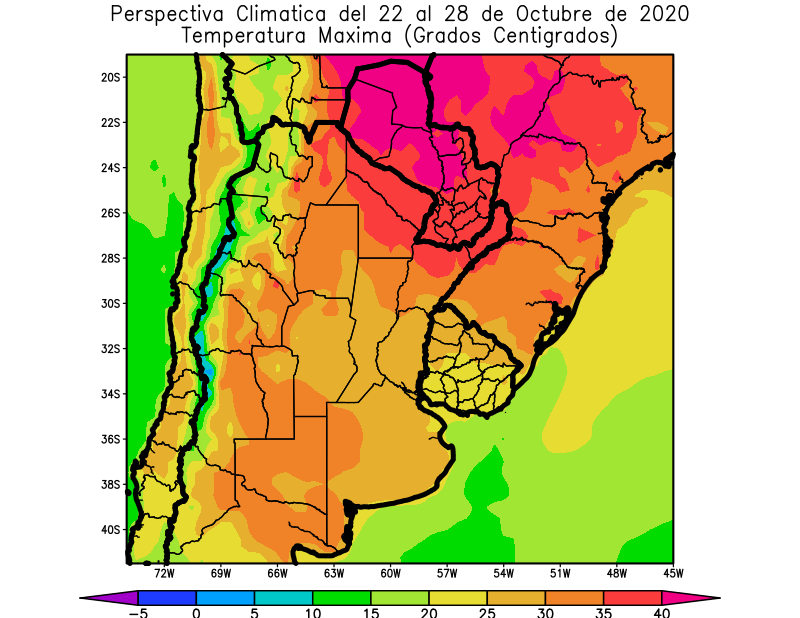 Perspectiva Climatica del 22 al 28 de Octubre de 2020
Temperatura Maxima (Grados Centigrados)
20S
22S
24S
26S
28S
30S
32S
34S
36S
38S
40S
72W 69W 66W 63W 60W 57W 54W 51W 48W 45W
−5 0 5 10 15 20 25 30 35 40